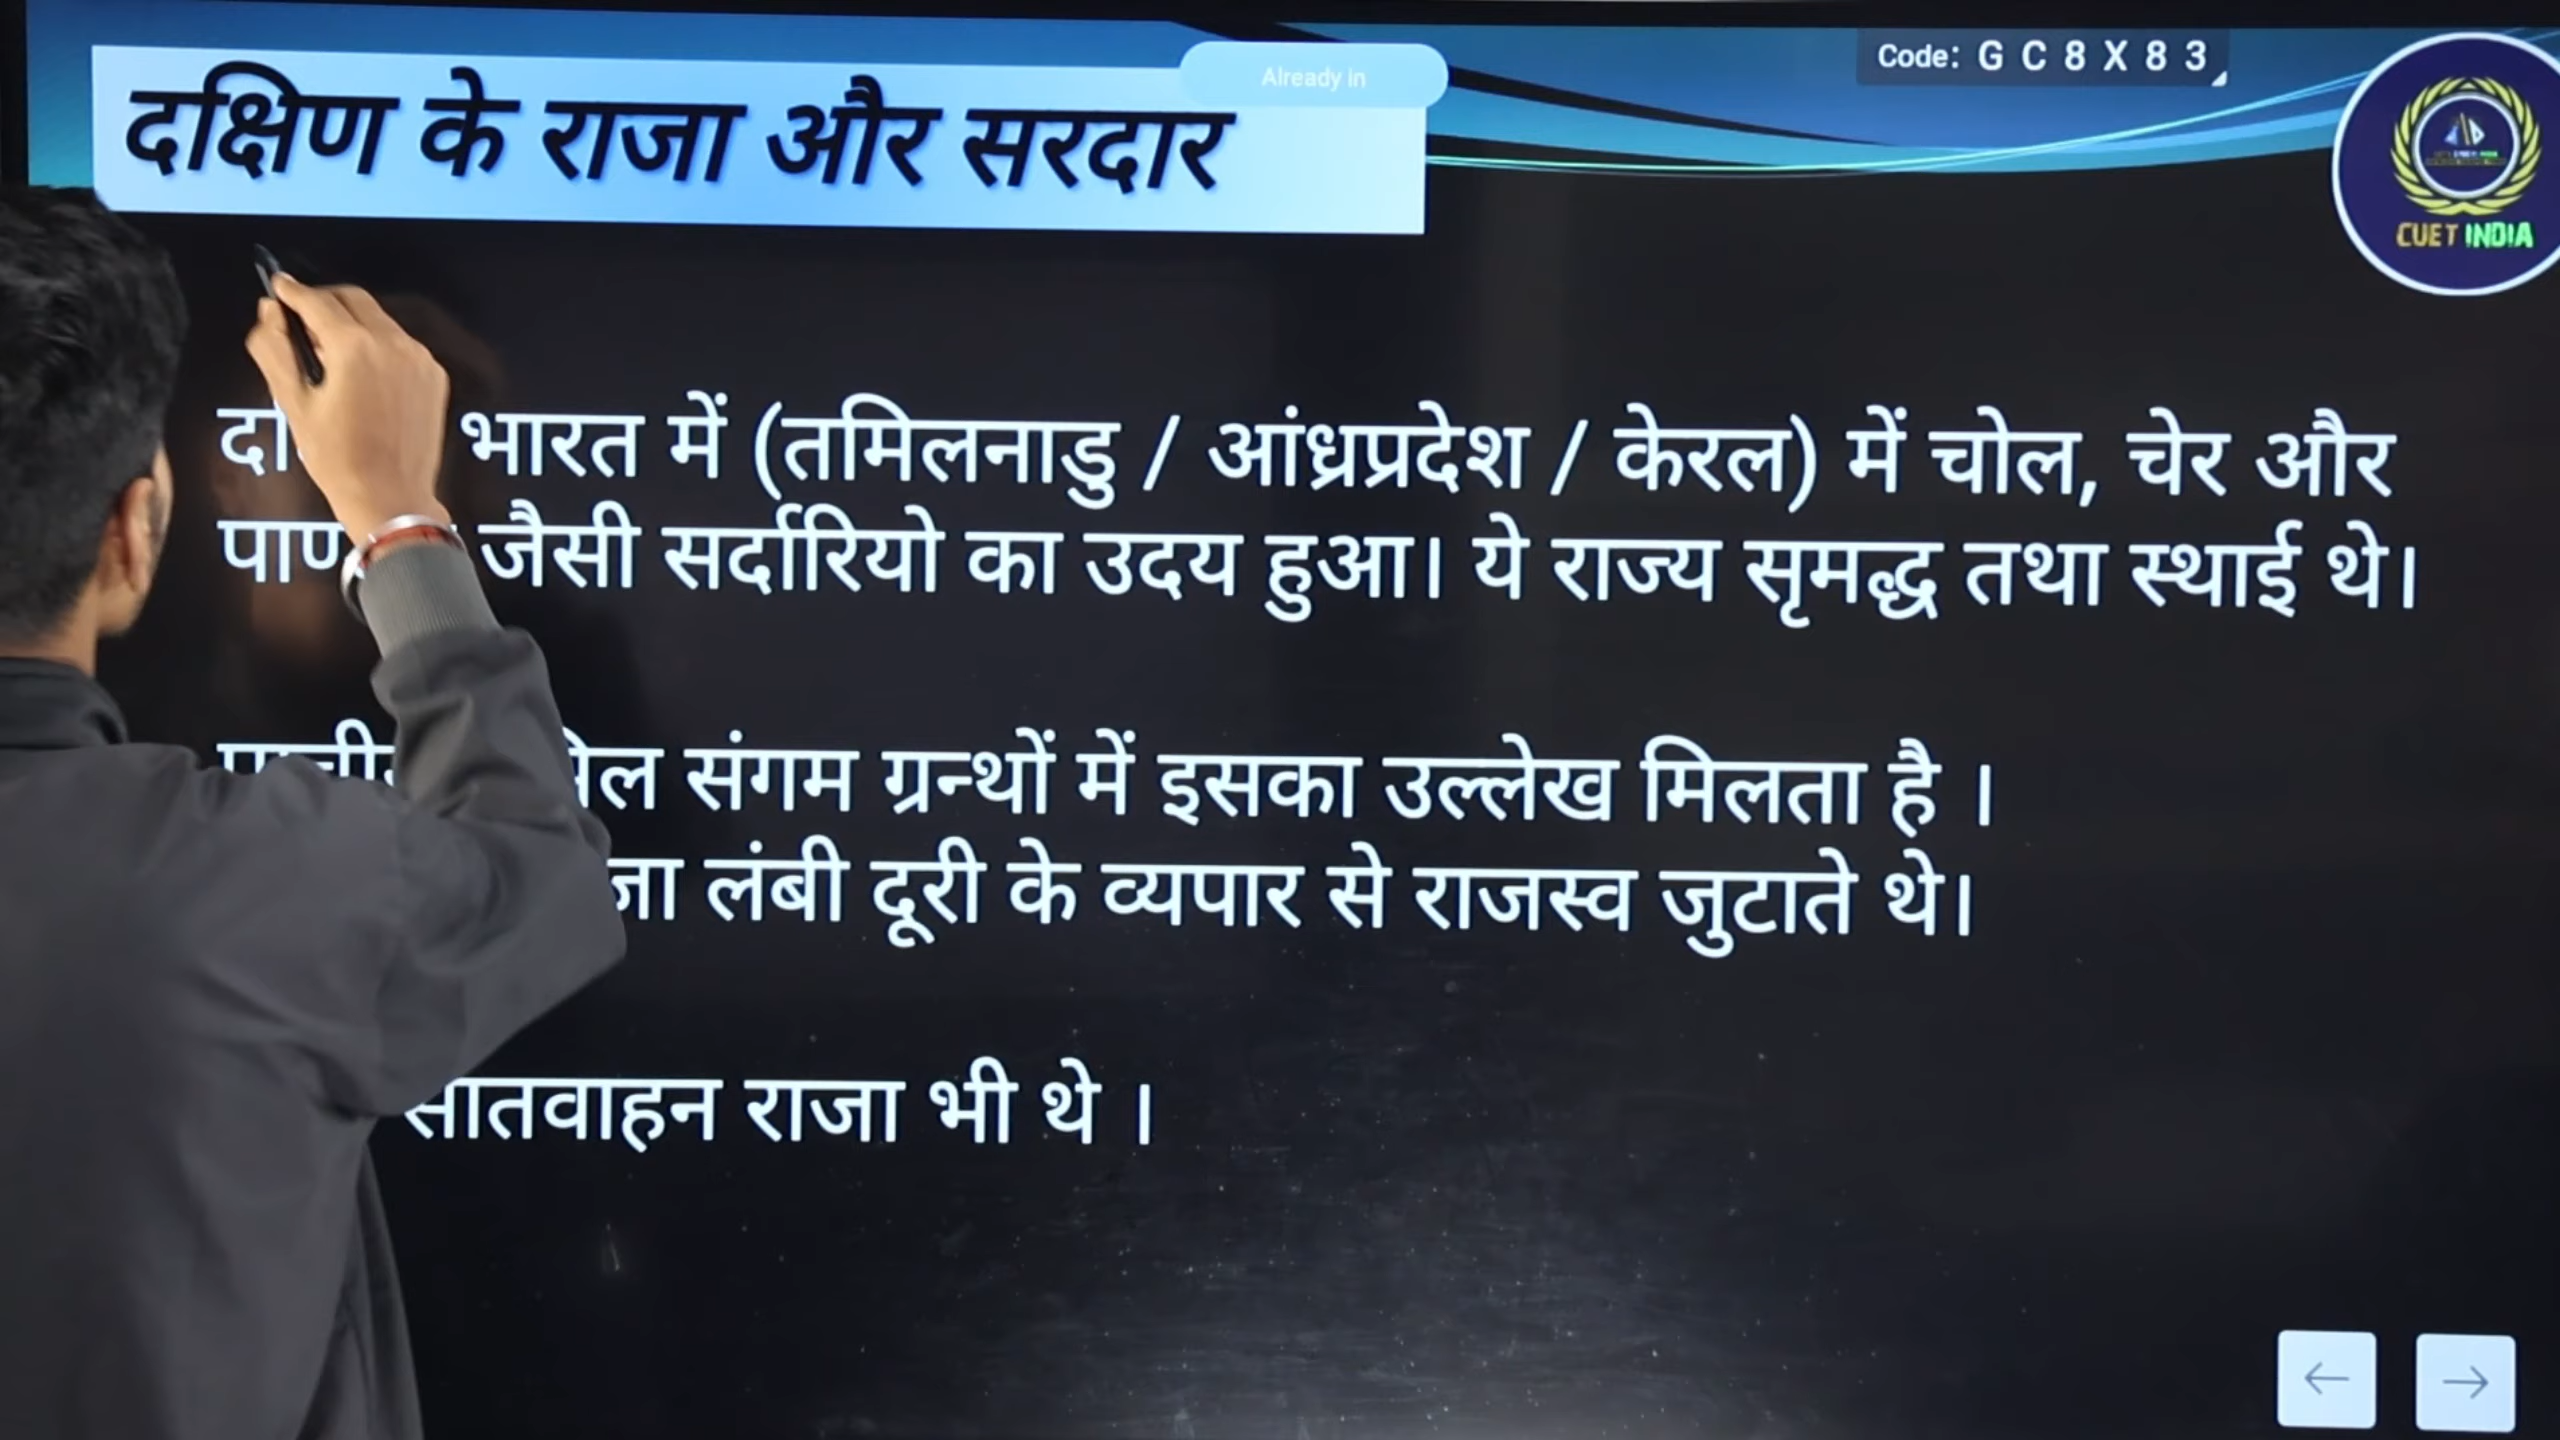 Already in
Code: G C 8 X 8 3
दक्षिण के राजा और सरदार
CUET INDIA
भारत में (तमिलनाडु / आंध्रप्रदेश / केरल) में चोल, चेर और
जैसी सर्दारियो का उदय हुआ। ये राज्य सृमद्ध तथा स्थाई थे।
संगम ग्रन्थों में इसका उल्लेख मिलता है ।
लंबी दूरी के व्यपार से राजस्व जुटाते थे।
सातवाहन राजा भी थे ।